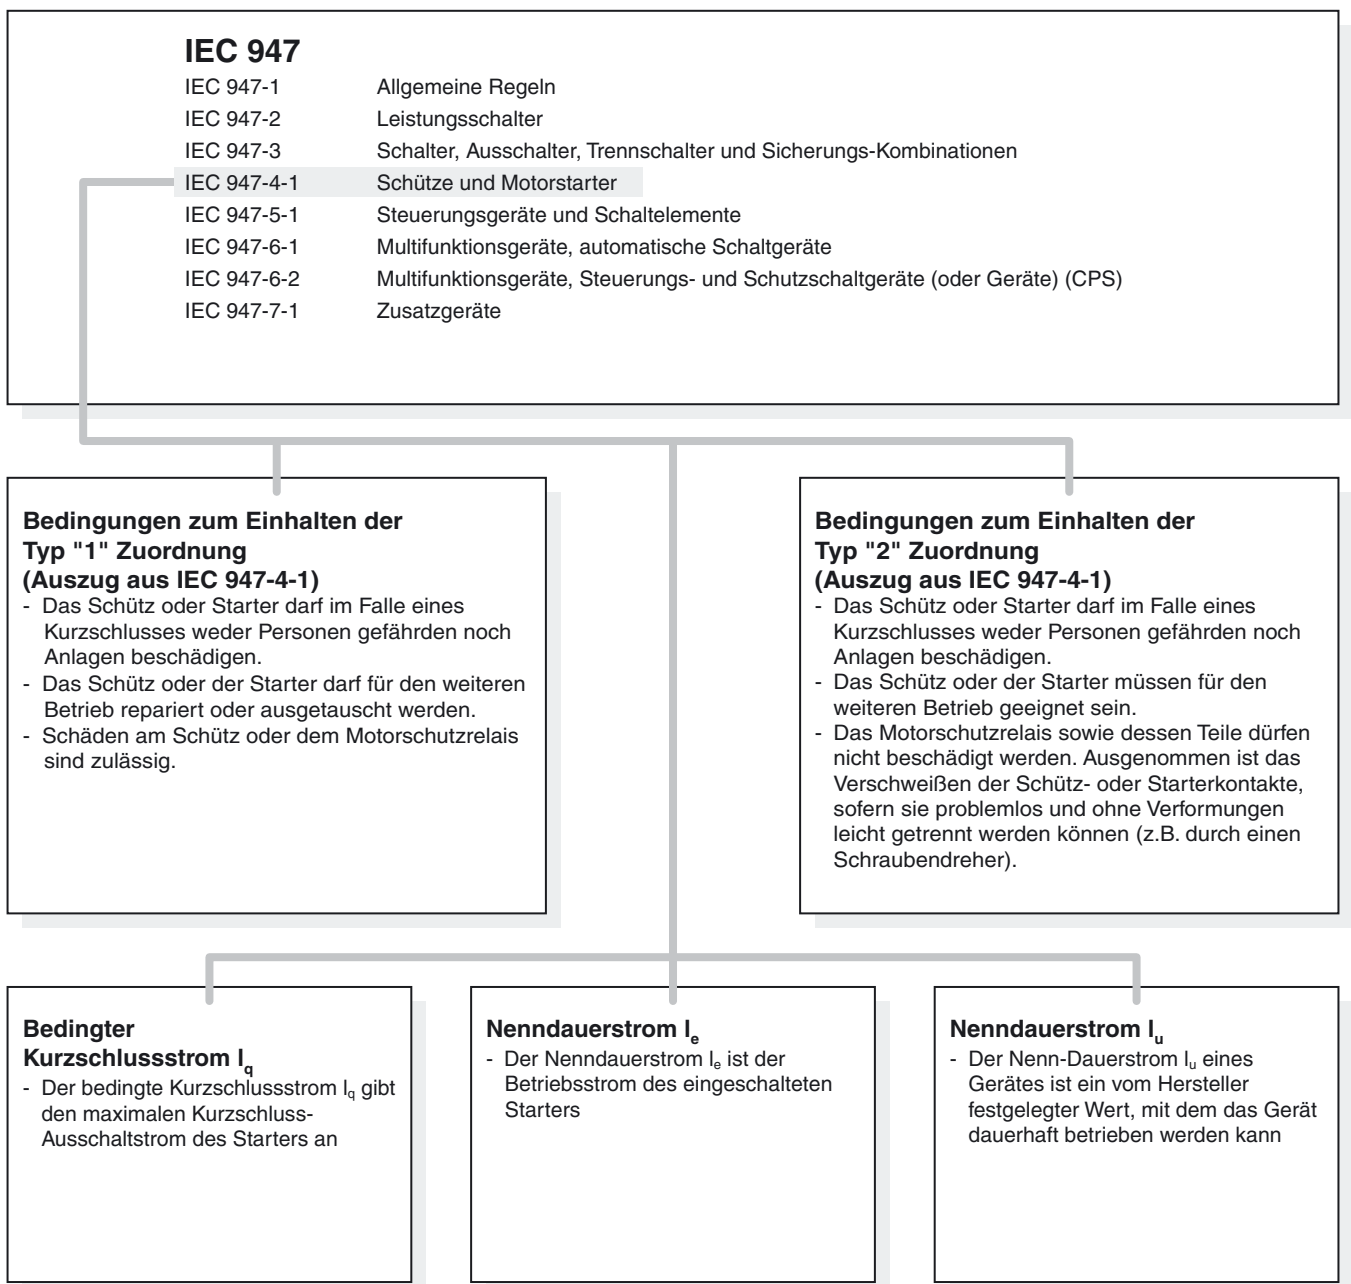 IEC 947
IEC 947-1 Allgemeine Regeln
IEC 947-2 Leistungsschalter
IEC 947-3 Schalter, Ausschalter, Trennschalter und Sicherungs-Kombinationen
IEC 947-4-1 Schütze und Motorstarter
IEC 947-5-1 Steuerungsgeräte und Schaltelemente
IEC 947-6-1 Multifunktionsgeräte, automatische Schaltgeräte
IEC 947-6-2 Multifunktionsgeräte, Steuerungs- und Schutzschaltgeräte (oder Geräte) (CPS)
IEC 947-7-1 Zusatzgeräte
Bedingungen zum Einhalten der
Typ "1" Zuordnung
(Auszug aus IEC 947-4-1)
- Das Schütz oder Starter darf im Falle eines
Kurzschlusses weder Personen gefährden noch
Anlagen beschädigen.
- Das Schütz oder der Starter darf für den weiteren
Betrieb repariert oder ausgetauscht werden.
- Schäden am Schütz oder dem Motorschutzrelais
sind zulässig.
Bedingungen zum Einhalten der
Typ "2" Zuordnung
(Auszug aus IEC 947-4-1)
- Das Schütz oder Starter darf im Falle eines
Kurzschlusses weder Personen gefährden noch
Anlagen beschädigen.
- Das Schütz oder der Starter müssen für den
weiteren Betrieb geeignet sein.
- Das Motorschutzrelais sowie dessen Teile dürfen
nicht beschädigt werden. Ausgenommen ist das
Verschweißen der Schütz- oder Starterkontakte,
sofern sie problemlos und ohne Verformungen
leicht getrennt werden können (z.B. durch einen
Schraubendreher).
Bedingter
Kurzschlussstrom Iq
- Der bedingte Kurzschlussstrom Iq gibt
den maximalen Kurzschluss-
Ausschaltstrom des Starters an
Nenndauerstrom Ie
- Der Nenndauerstrom Ie ist der
Betriebsstrom des eingeschalteten
Starters
Nenndauerstrom Iu
- Der Nenn-Dauerstrom Iu eines
Gerätes ist ein vom Hersteller
festgelegter Wert, mit dem das Gerät
dauerhaft betrieben werden kann